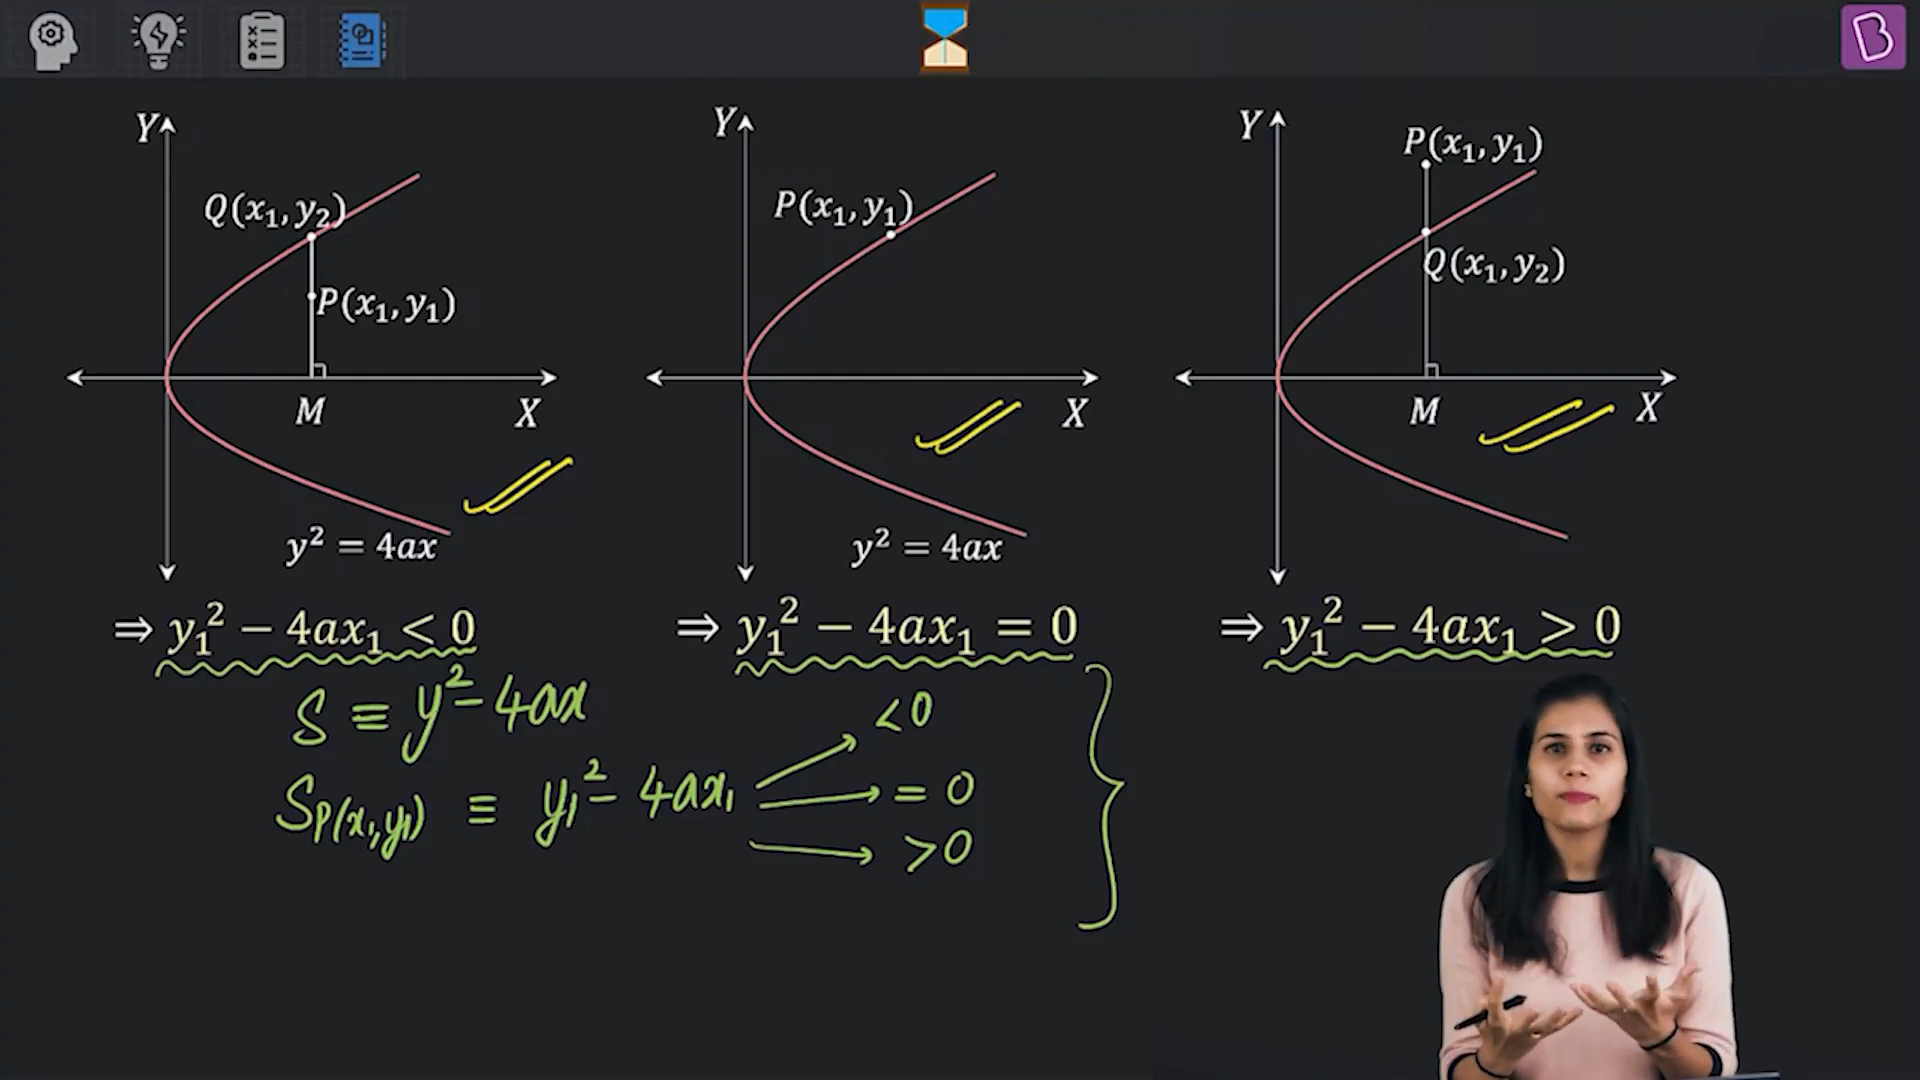 Y
Q(x₁, y₂)
P(x₁, y₁)
M
X
y² = 4ax
⇒ y₁² − 4ax₁ < 0
Y
P(x₁, y₁)
X
y² = 4ax
⇒ y₁² − 4ax₁ = 0
Y
P(x₁, y₁)
Q(x₁, y₂)
M
X
⇒ y₁² − 4ax₁ > 0
S ≡ y² − 4ax
S_P(x₁,y₁) ≡ y₁² − 4ax₁
< 0
= 0
> 0
B